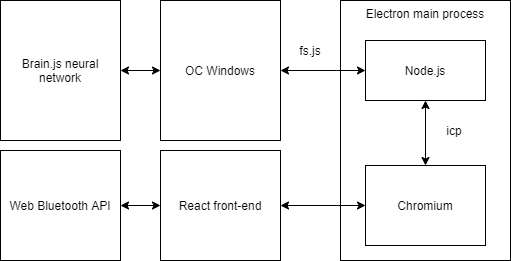 Electron main process
Brain.js neural
network
OC Windows
fs.js
Node.js
icp
Web Bluetooth API
React front-end
Chromium